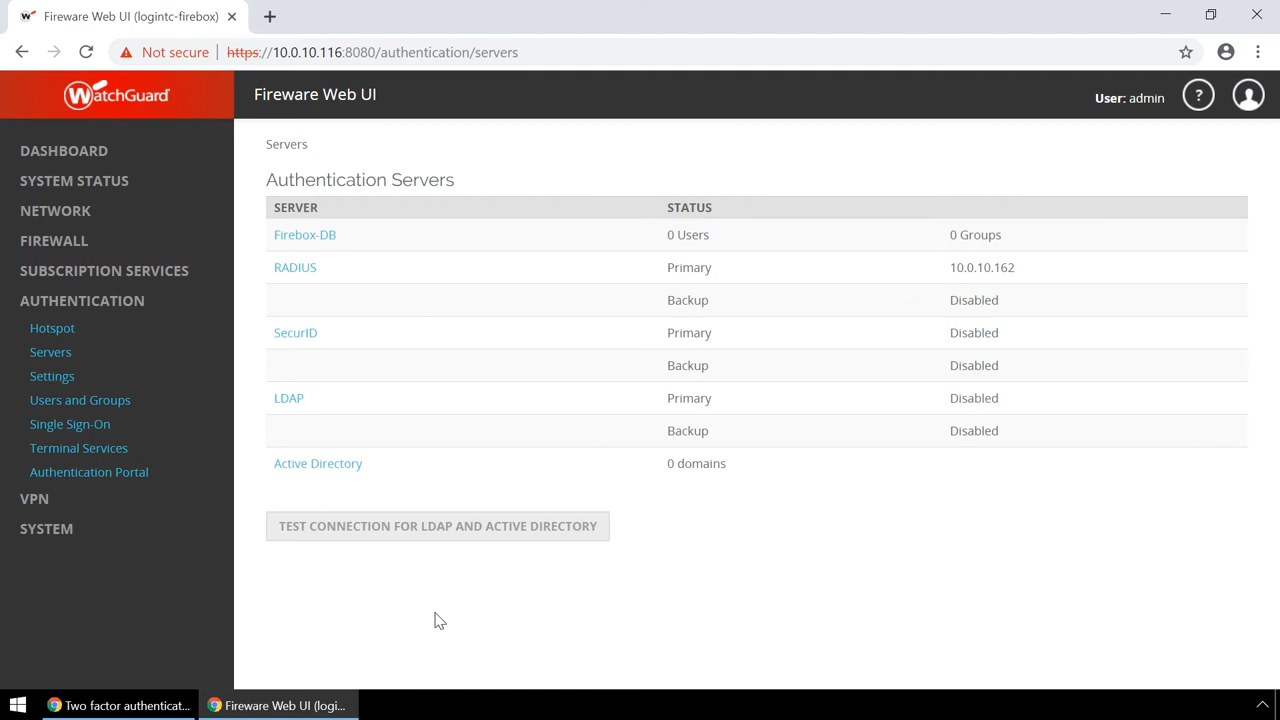 Fireware Web UI (logintc-firebox)
Not secure | https://10.0.10.116:8080/authentication/servers
WatchGuard
Fireware Web UI
User: admin
?
DASHBOARD
SYSTEM STATUS
NETWORK
FIREWALL
SUBSCRIPTION SERVICES
AUTHENTICATION
Hotspot
Servers
Settings
Users and Groups
Single Sign-On
Terminal Services
Authentication Portal
VPN
SYSTEM
Servers
Authentication Servers
SERVER STATUS
Firebox-DB 0 Users 0 Groups
RADIUS Primary 10.0.10.162
Backup Disabled
SecurID Primary Disabled
Backup Disabled
LDAP Primary Disabled
Backup Disabled
Active Directory 0 domains
TEST CONNECTION FOR LDAP AND ACTIVE DIRECTORY
Two factor authenticat... Fireware Web UI (logi...